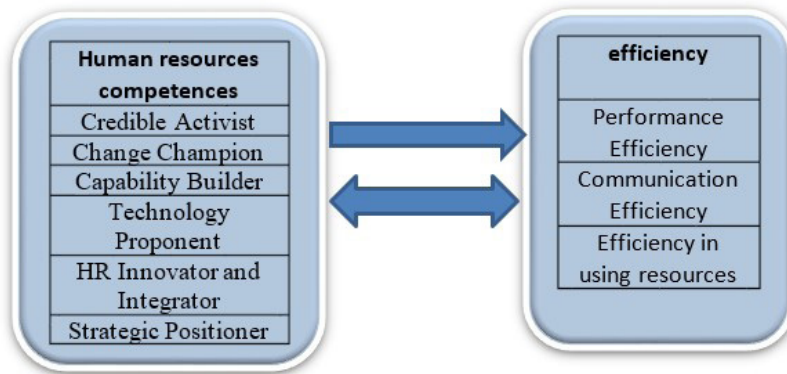 Human resources
competences
Credible Activist
Change Champion
Capability Builder
Technology
Proponent
HR Innovator and
Integrator
Strategic Positioner
efficiency
Performance
Efficiency
Communication
Efficiency
Efficiency in
using resources